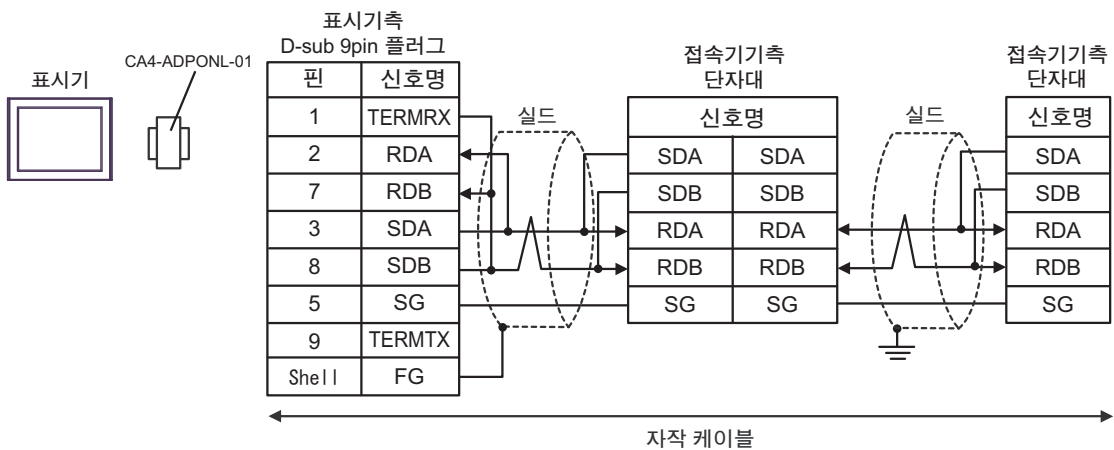 표시기
CA4-ADPONL-01
표시기측
D-sub 9pin 플러그
핀 신호명
1 TERMRX
2 RDA
7 RDB
3 SDA
8 SDB
5 SG
9 TERMTX
Shell FG
실드
접속기기측
단자대
신호명
SDA SDA
SDB SDB
RDA RDA
RDB RDB
SG SG
실드
접속기기측
단자대
신호명
SDA
SDB
RDA
RDB
SG
자작 케이블